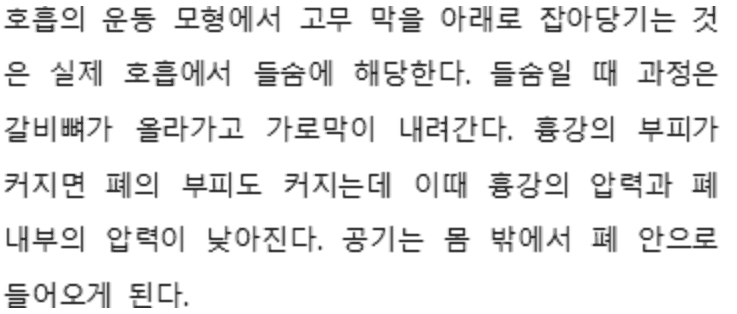 호흡의 운동 모형에서 고무 막을 아래로 잡아당기는 것
은 실제 호흡에서 들숨에 해당한다. 들숨일 때 과정은
갈비뼈가 올라가고 가로막이 내려간다. 흉강의 부피가
커지면 폐의 부피도 커지는데 이때 흉강의 압력과 폐
내부의 압력이 낮아진다. 공기는 몸 밖에서 폐 안으로
들어오게 된다.